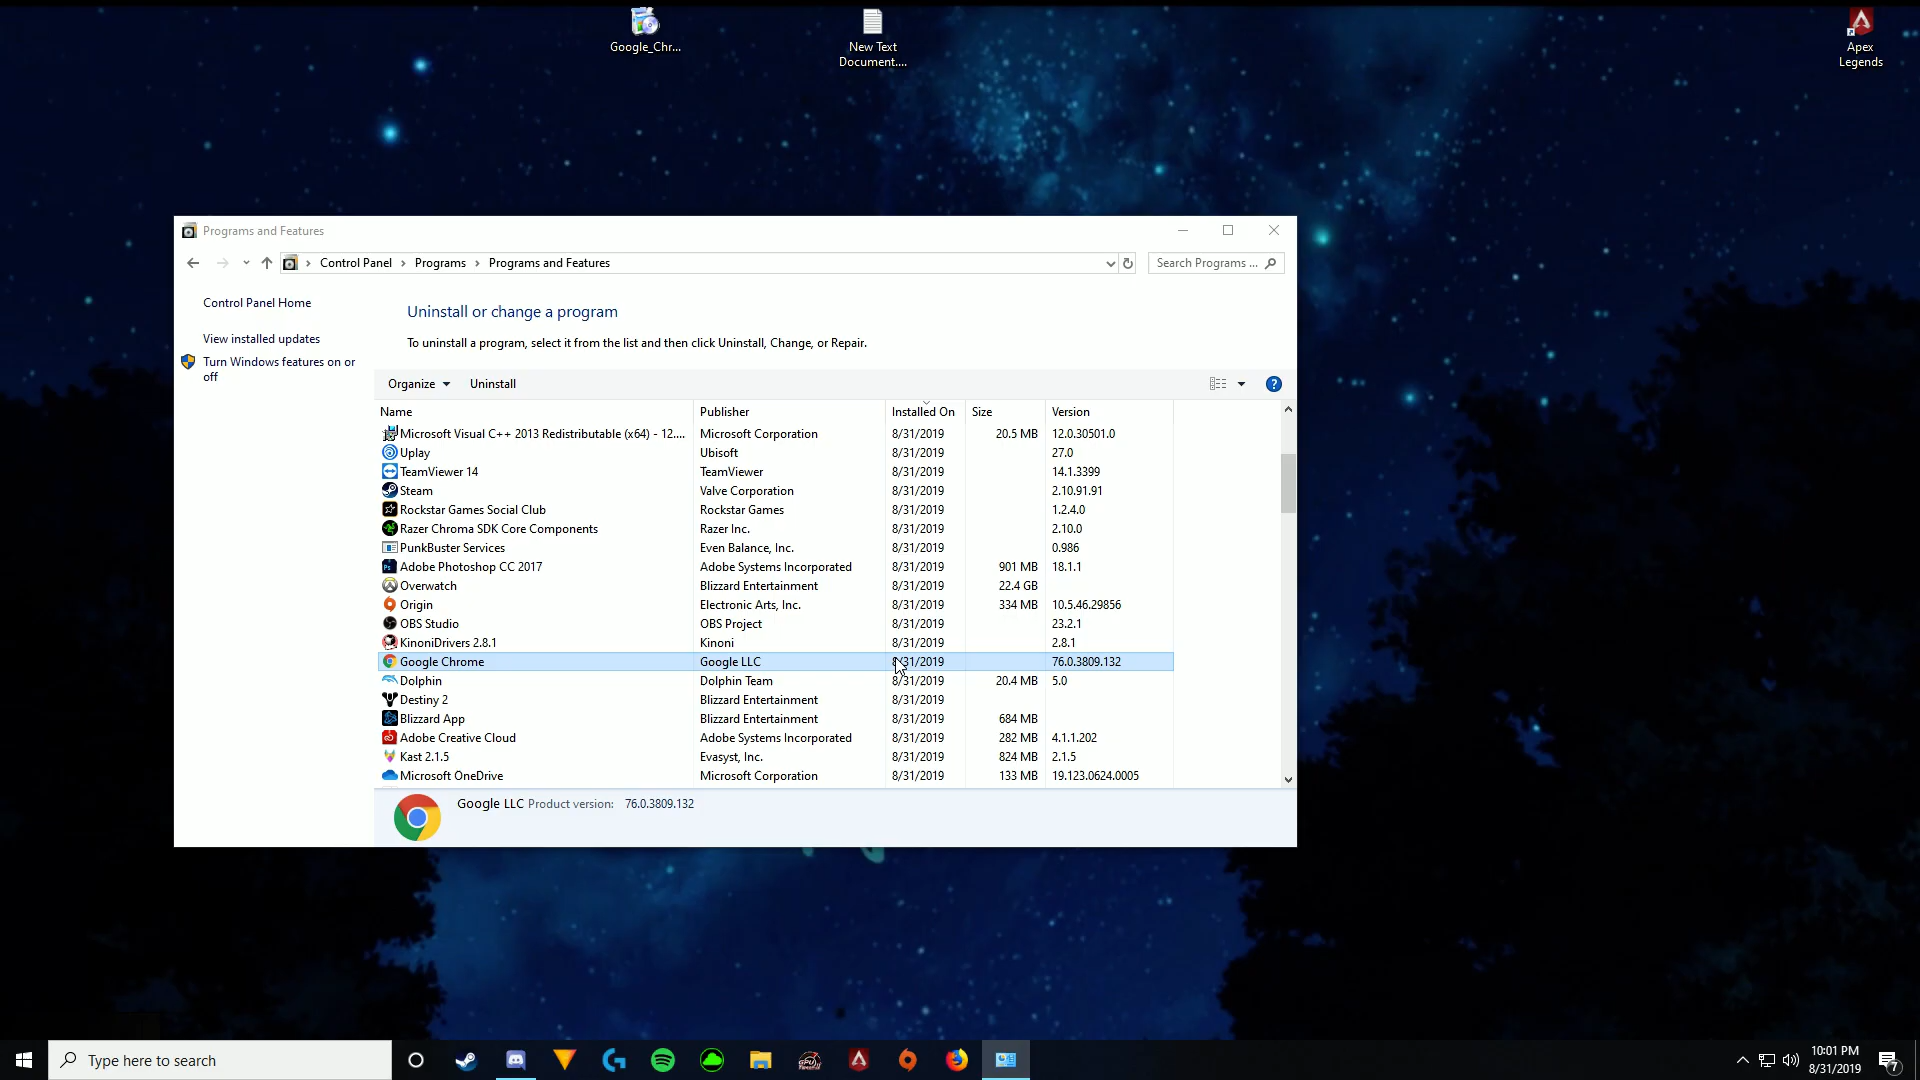 Google_Chr...
New Text
Document....
Apex
Legends
Programs and Features
Control Panel > Programs > Programs and Features
Search Programs ...
Control Panel Home
View installed updates
Turn Windows features on or
off
Uninstall or change a program
To uninstall a program, select it from the list and then click Uninstall, Change, or Repair.
Organize Uninstall
Name Publisher Installed On Size Version
Microsoft Visual C++ 2013 Redistributable (x64) - 12.... Microsoft Corporation 8/31/2019 20.5 MB 12.0.30501.0
Uplay Ubisoft 8/31/2019 27.0
TeamViewer 14 TeamViewer 8/31/2019 14.1.3399
Steam Valve Corporation 8/31/2019 2.10.91.91
Rockstar Games Social Club Rockstar Games 8/31/2019 1.2.4.0
Razer Chroma SDK Core Components Razer Inc. 8/31/2019 2.10.0
PunkBuster Services Even Balance, Inc. 8/31/2019 0.986
Adobe Photoshop CC 2017 Adobe Systems Incorporated 8/31/2019 901 MB 18.1.1
Overwatch Blizzard Entertainment 8/31/2019 22.4 GB
Origin Electronic Arts, Inc. 8/31/2019 334 MB 10.5.46.29856
OBS Studio OBS Project 8/31/2019 23.2.1
KinoniDrivers 2.8.1 Kinoni 8/31/2019 2.8.1
Google Chrome Google LLC 8/31/2019 76.0.3809.132
Dolphin Dolphin Team 8/31/2019 20.4 MB 5.0
Destiny 2 Blizzard Entertainment 8/31/2019
Blizzard App Blizzard Entertainment 8/31/2019 684 MB
Adobe Creative Cloud Adobe Systems Incorporated 8/31/2019 282 MB 4.1.1.202
Kast 2.1.5 Evasyst, Inc. 8/31/2019 824 MB 2.1.5
Microsoft OneDrive Microsoft Corporation 8/31/2019 133 MB 19.123.0624.0005
Google LLC Product version: 76.0.3809.132
Type here to search
10:01 PM
8/31/2019
7